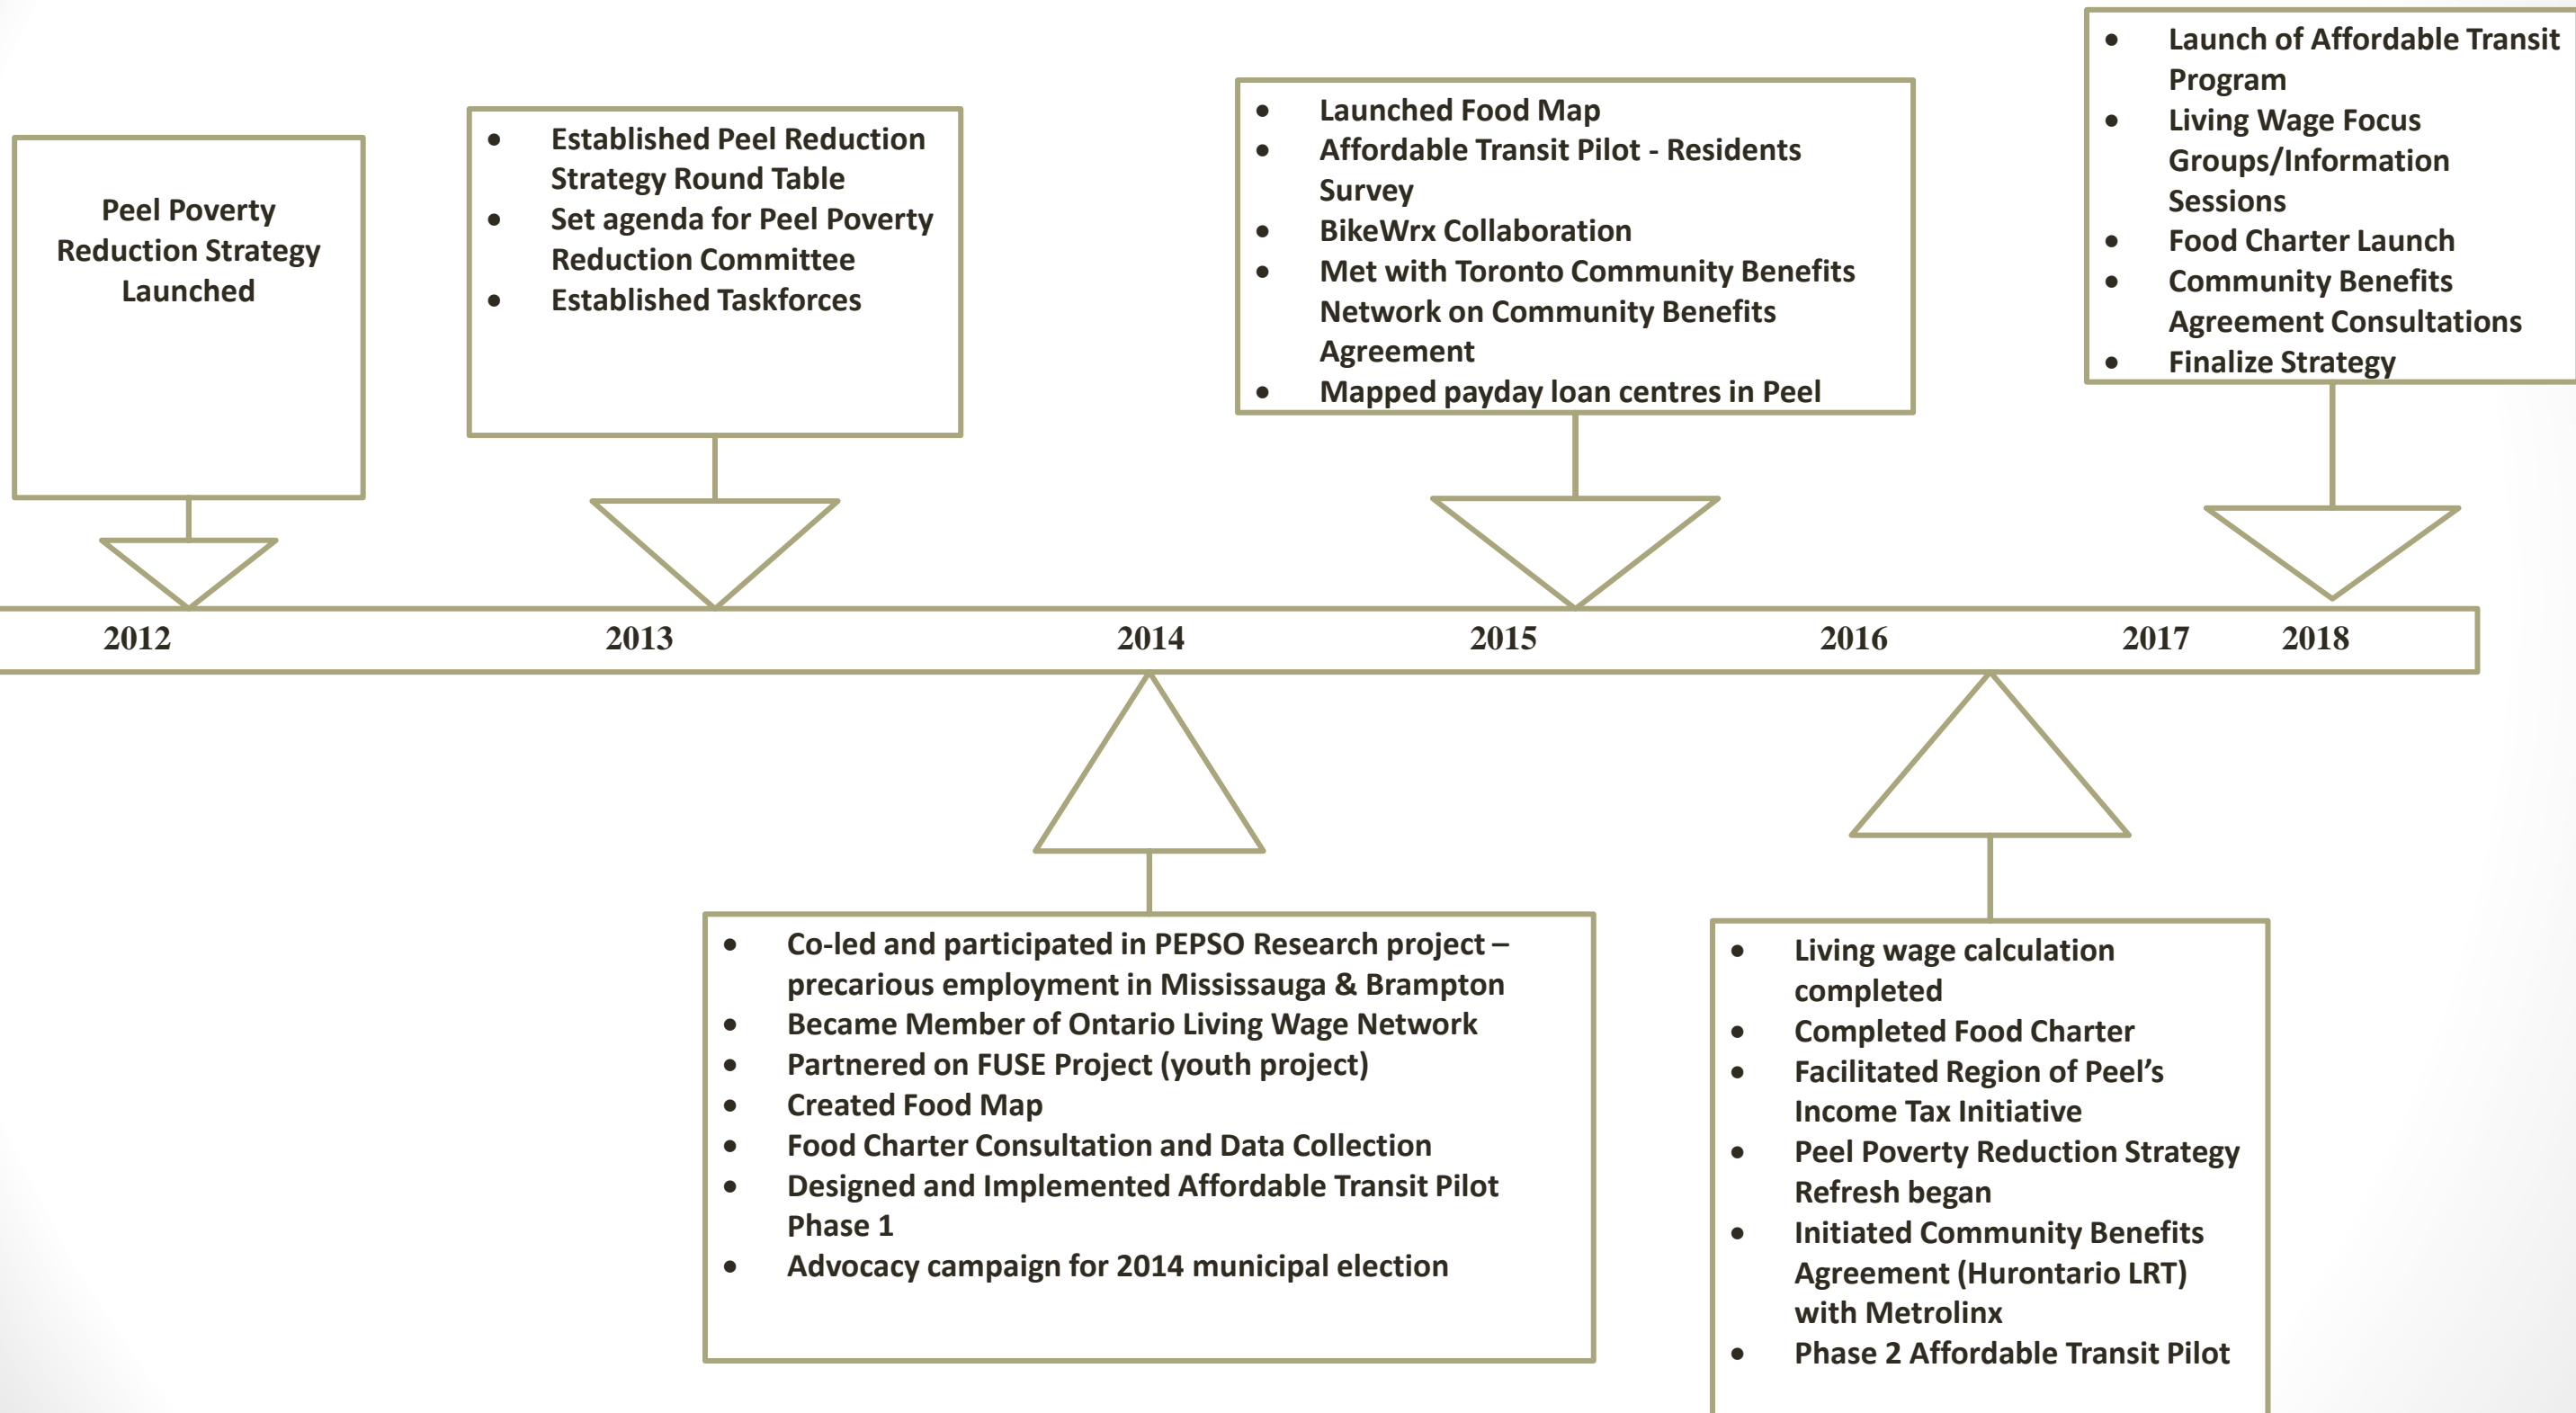 Peel Poverty
Reduction Strategy
Launched
• Established Peel Reduction
Strategy Round Table
• Set agenda for Peel Poverty
Reduction Committee
• Established Taskforces
• Launched Food Map
• Affordable Transit Pilot - Residents
Survey
• BikeWrx Collaboration
• Met with Toronto Community Benefits
Network on Community Benefits
Agreement
• Mapped payday loan centres in Peel
• Launch of Affordable Transit
Program
• Living Wage Focus
Groups/Information
Sessions
• Food Charter Launch
• Community Benefits
Agreement Consultations
• Finalize Strategy
2012 2013 2014 2015 2016 2017 2018
• Co-led and participated in PEPSO Research project –
precarious employment in Mississauga & Brampton
• Became Member of Ontario Living Wage Network
• Partnered on FUSE Project (youth project)
• Created Food Map
• Food Charter Consultation and Data Collection
• Designed and Implemented Affordable Transit Pilot
Phase 1
• Advocacy campaign for 2014 municipal election
• Living wage calculation
completed
• Completed Food Charter
• Facilitated Region of Peel’s
Income Tax Initiative
• Peel Poverty Reduction Strategy
Refresh began
• Initiated Community Benefits
Agreement (Hurontario LRT)
with Metrolinx
• Phase 2 Affordable Transit Pilot